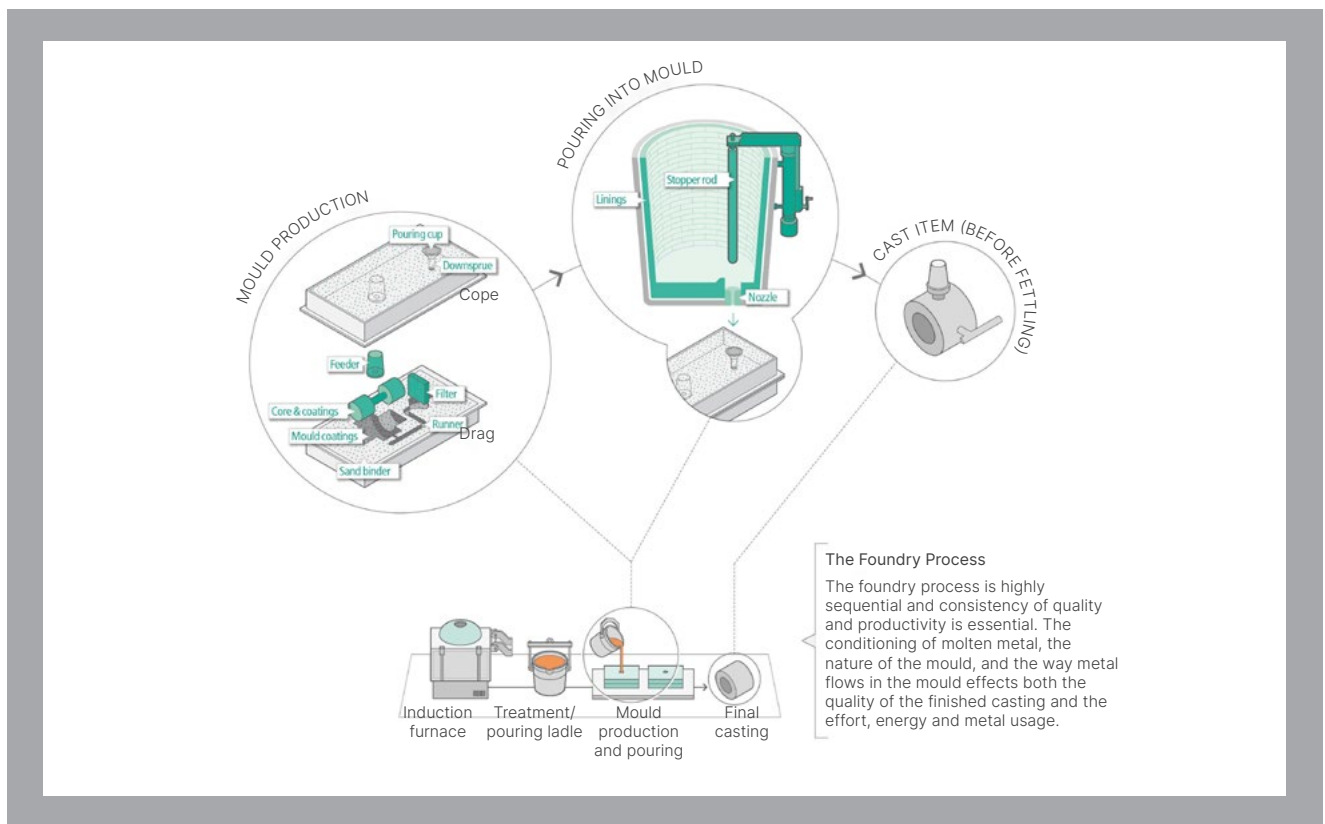 POURING INTO MOULD
Stopper rod
Linings
Nozzle
MOULD PRODUCTION
Pouring cup
Downsprue
Cope
Feeder
Filter
Core & coatings
Runner
Mould coatings
Drag
Sand binder
CAST ITEM (BEFORE FETTLING)
The Foundry Process
The foundry process is highly
sequential and consistency of quality
and productivity is essential. The
conditioning of molten metal, the
nature of the mould, and the way metal
flows in the mould effects both the
quality of the finished casting and the
effort, energy and metal usage.
Induction
furnace
Treatment/
pouring ladle
Mould
production
and pouring
Final
casting